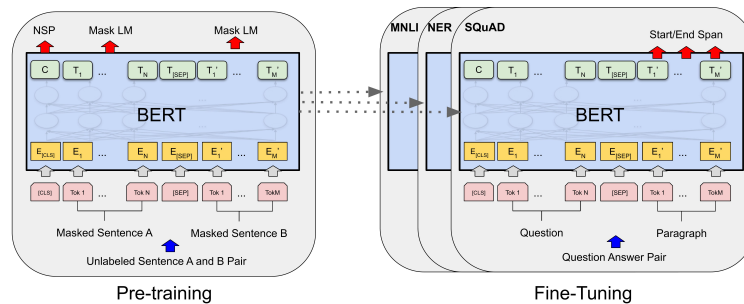 NSP Mask LM Mask LM
C T1 ... TN T[SEP] T1' ... TM'
BERT
E[CLS] E1 ... EN E[SEP] E1' ... EM'
[CLS] Tok 1 ... Tok N [SEP] Tok 1 ... TokM
Masked Sentence A Masked Sentence B
Unlabeled Sentence A and B Pair
Pre-training
MNLI NER SQuAD
Start/End Span
C T1 ... TN T[SEP] T1' ... TM'
BERT
E[CLS] E1 ... EN E[SEP] E1' ... EM'
[CLS] Tok 1 ... Tok N [SEP] Tok 1 ... TokM
Question Paragraph
Question Answer Pair
Fine-Tuning